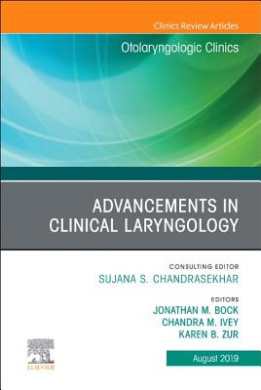 Clinics Review Articles
Otolaryngologic Clinics
ADVANCEMENTS IN
CLINICAL LARYNGOLOGY
CONSULTING EDITOR
SUJANA S. CHANDRASEKHAR
EDITORS
JONATHAN M. BOCK
CHANDRA M. IVEY
KAREN B. ZUR
ELSEVIER
August 2019